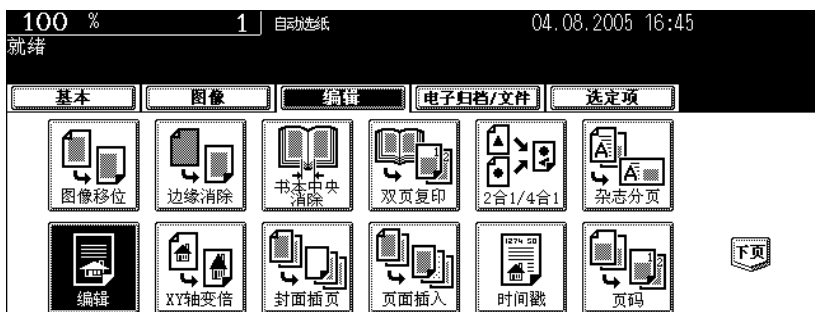 100 % 1 自动选纸 04.08.2005 16:45
就绪
基本 图像 编辑 电子归档/文件 选定项
图像移位 边缘消除 书本中央消除 双页复印 2合1/4合1 杂志分页
下页
编辑 XY轴变倍 封面插页 页面插入 时间戳 页码